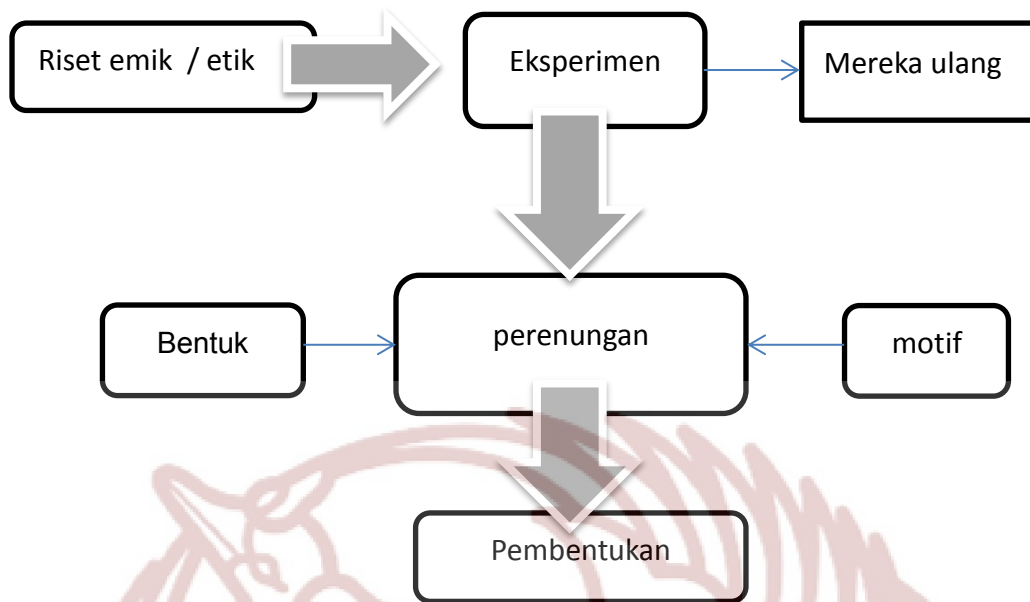 Riset emik / etik
Eksperimen
Mereka ulang
Bentuk
perenungan
motif
Pembentukan